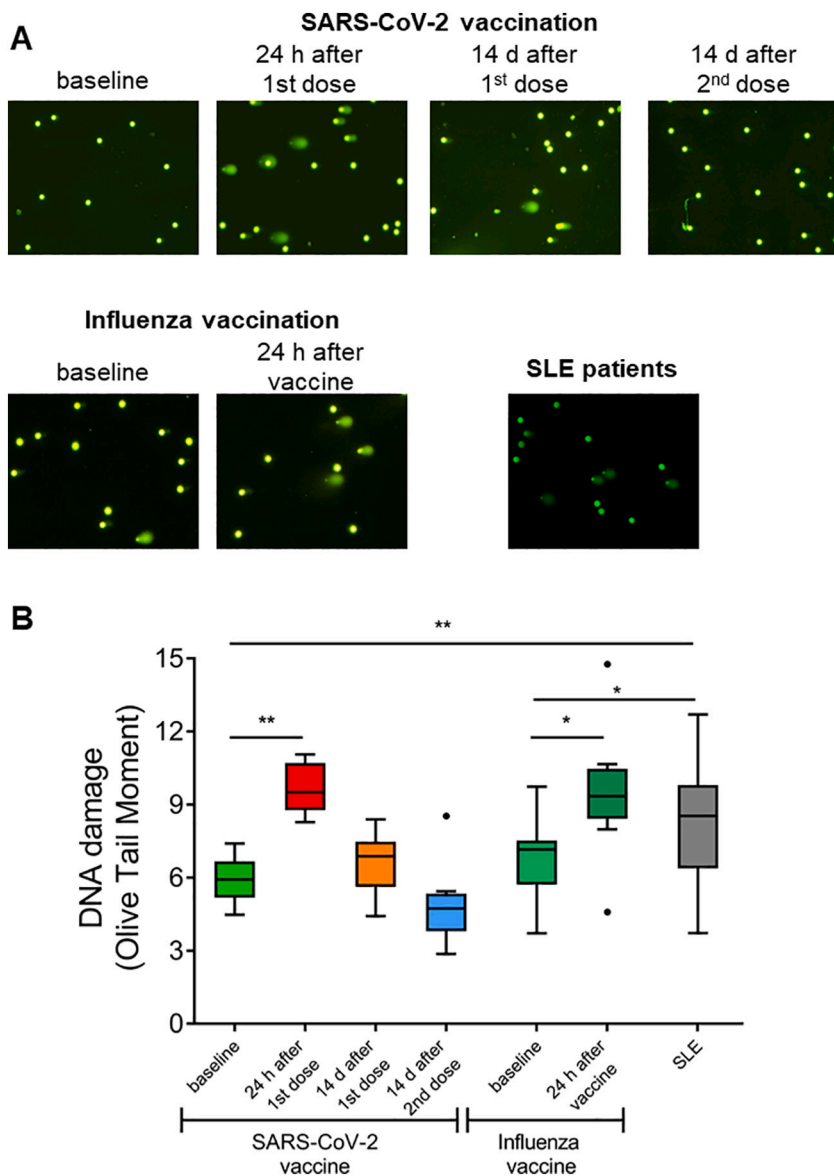 A
SARS-CoV-2 vaccination
baseline
24 h after
1st dose
14 d after
1st dose
14 d after
2nd dose
Influenza vaccination
baseline
24 h after
vaccine
SLE patients
B
DNA damage
(Olive Tail Moment)
15
12
9
6
3
0
**
**
*
*
baseline
24 h after
1st dose
14 d after
1st dose
14 d after
2nd dose
baseline
24 h after
vaccine
SLE
SARS-CoV-2
vaccine
Influenza
vaccine